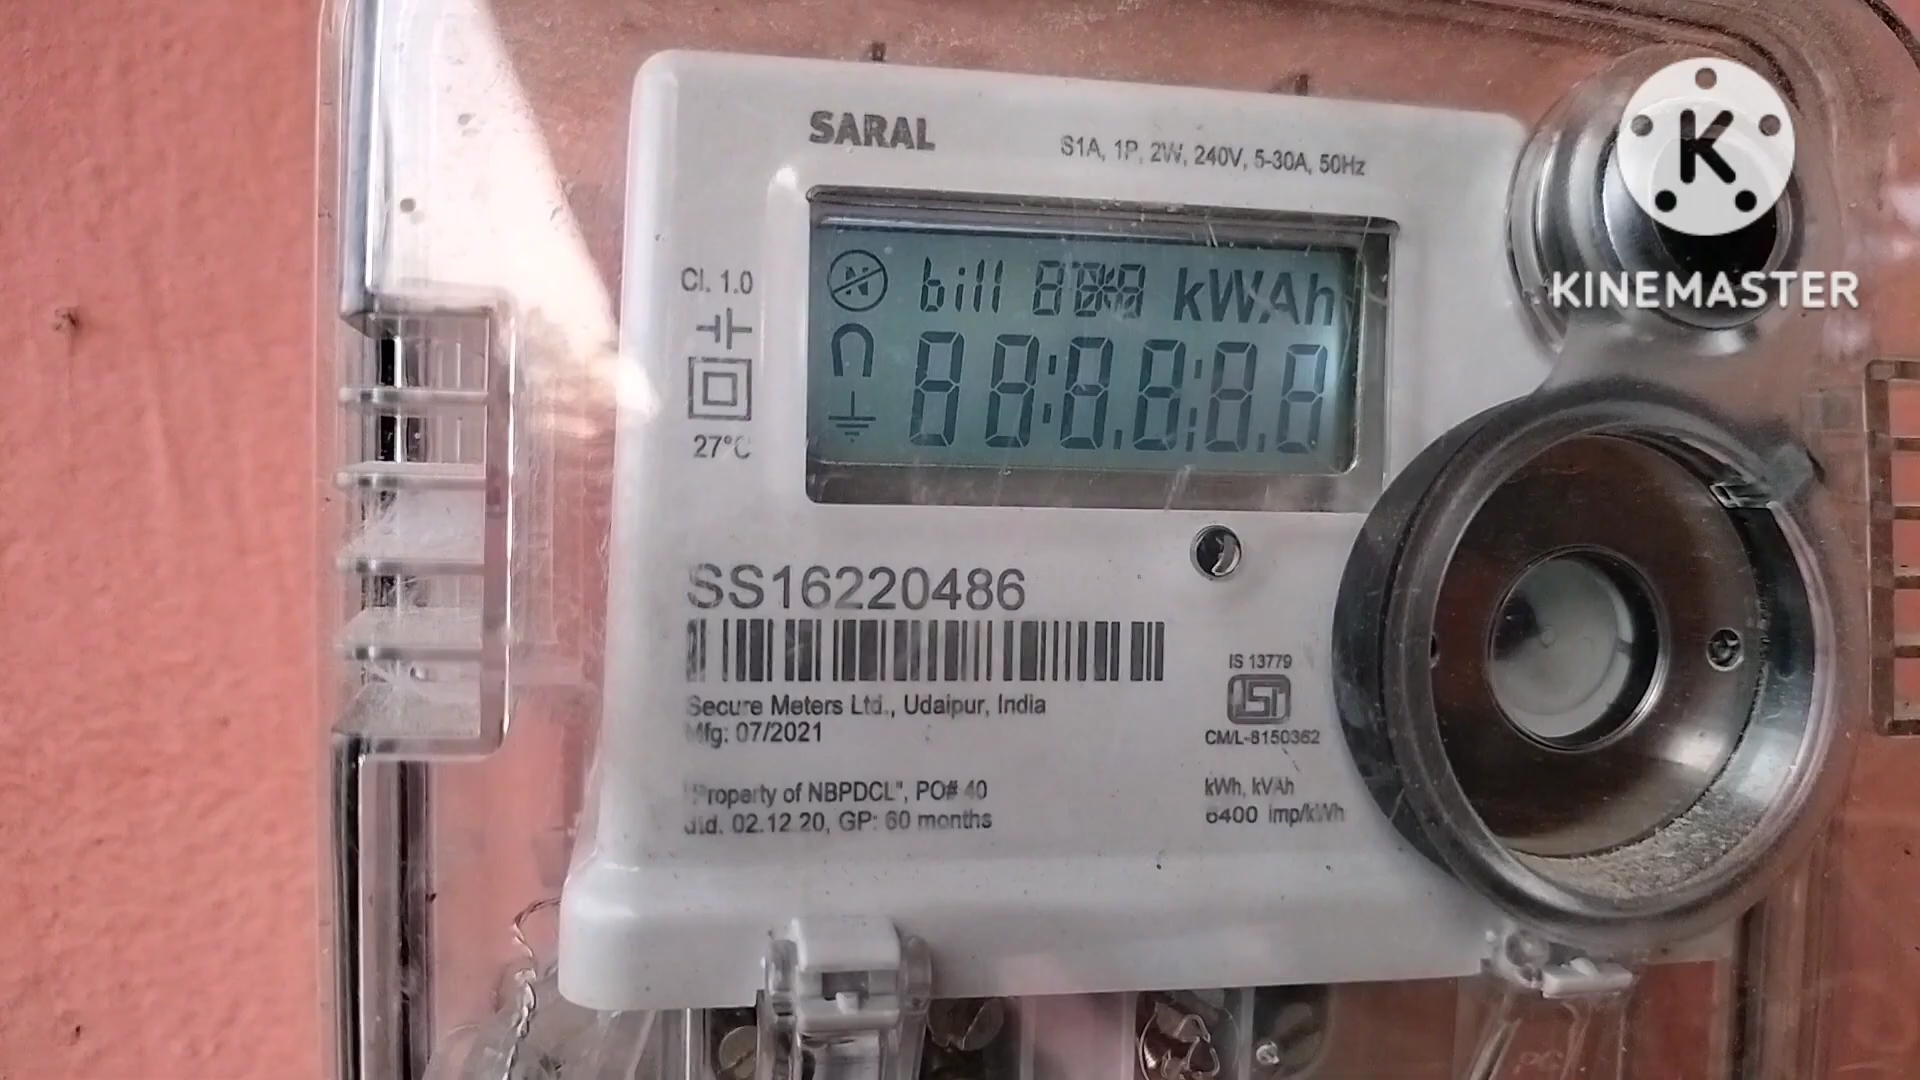 SARAL
S1A, 1P, 2W, 240V, 5-30A, 50Hz
K
KINEMASTER
Cl. 1.0
27°C
N bill 888 kWAh
88:8.8:8.8
SS16220486
Secure Meters Ltd., Udaipur, India
Mfg: 07/2021
"Property of NBPDCL", PO# 40
dtd. 02.12.20, GP: 60 months
IS 13779
ISI
CM/L-8150362
kWh, kVAh
6400 imp/kWh